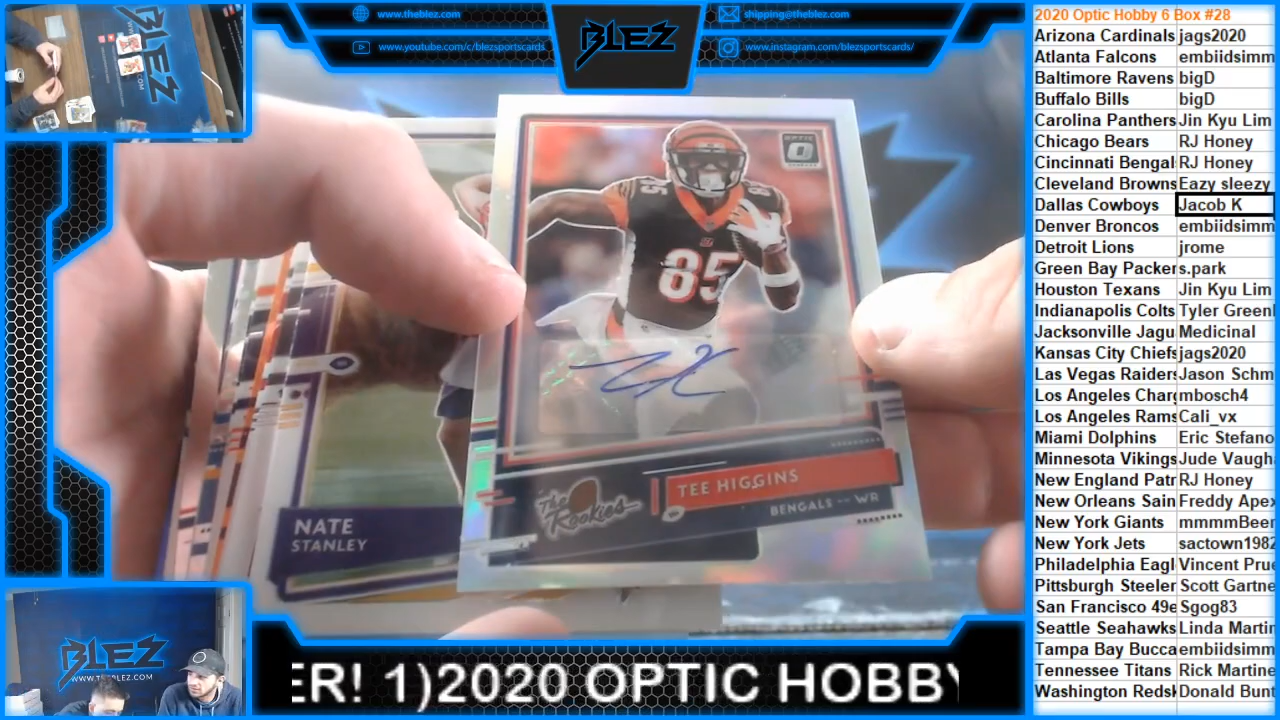 www.theblez.com
shipping@theblez.com
www.youtube.com/c/blezsportscards
www.instagram.com/blezsportscards/
BLEZ
2020 Optic Hobby 6 Box #28
Arizona Cardinals jags2020
Atlanta Falcons embiidsimm
Baltimore Ravens bigD
Buffalo Bills bigD
Carolina Panthers Jin Kyu Lim
Chicago Bears RJ Honey
Cincinnati Bengal RJ Honey
Cleveland Browns Eazy sleezy
Dallas Cowboys Jacob K
Denver Broncos embiidsimm
Detroit Lions jrome
Green Bay Packer s.park
Houston Texans Jin Kyu Lim
Indianapolis Colts Tyler Green
Jacksonville Jagu Medicinal
Kansas City Chiefs jags2020
Las Vegas Raiders Jason Schm
Los Angeles Charg mbosch4
Los Angeles Rams Cali_vx
Miami Dolphins Eric Stefano
Minnesota Vikings Jude Vaugh
New England Patr RJ Honey
New Orleans Sain Freddy Apex
New York Giants mmmmBeer
New York Jets sactown1982
Philadelphia Eagl Vincent Prue
Pittsburgh Steeler Scott Gartne
San Francisco 49e Sgog83
Seattle Seahawks Linda Martin
Tampa Bay Bucca embiidsimm
Tennessee Titans Rick Martine
Washington Redsk Donald Bunt
OPTIC
85
85
85
The Rookies
TEE HIGGINS
BENGALS WR
NATE
STANLEY
BLEZ
WWW.THEBLEZ.COM
ER! 1)2020 OPTIC HOBBY